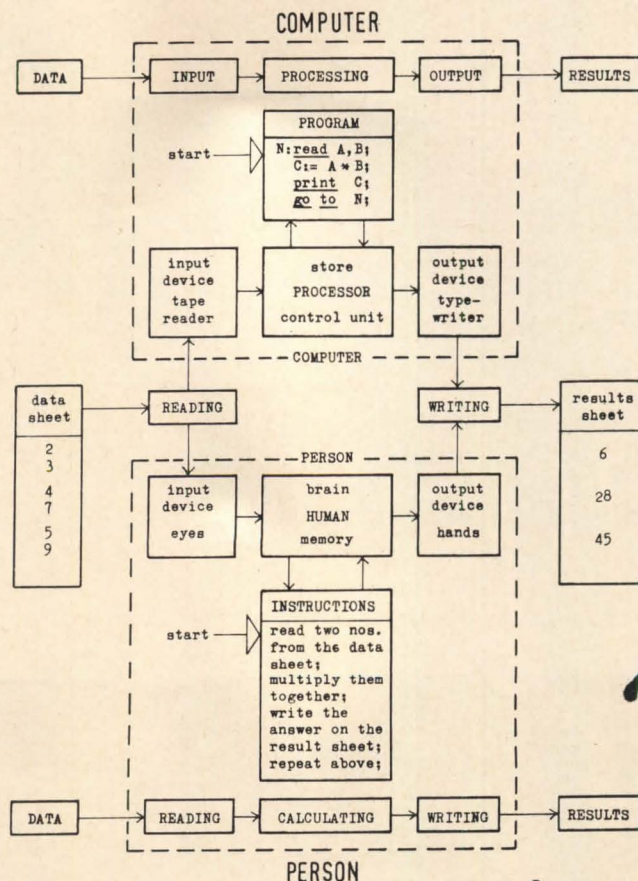 COMPUTER
DATA INPUT PROCESSING OUTPUT RESULTS
PROGRAM
start
N: read A,B;
C:= A * B;
print C;
go to N;
input
device
tape
reader
store
PROCESSOR
control unit
output
device
type-
writer
COMPUTER
data
sheet
2
3
4
7
5
9
READING
WRITING
results
sheet
6
28
45
PERSON
input
device
eyes
brain
HUMAN
memory
output
device
hands
INSTRUCTIONS
start
read two nos.
from the data
sheet;
multiply them
together;
write the
answer on the
result sheet;
repeat above;
DATA READING CALCULATING WRITING RESULTS
PERSON